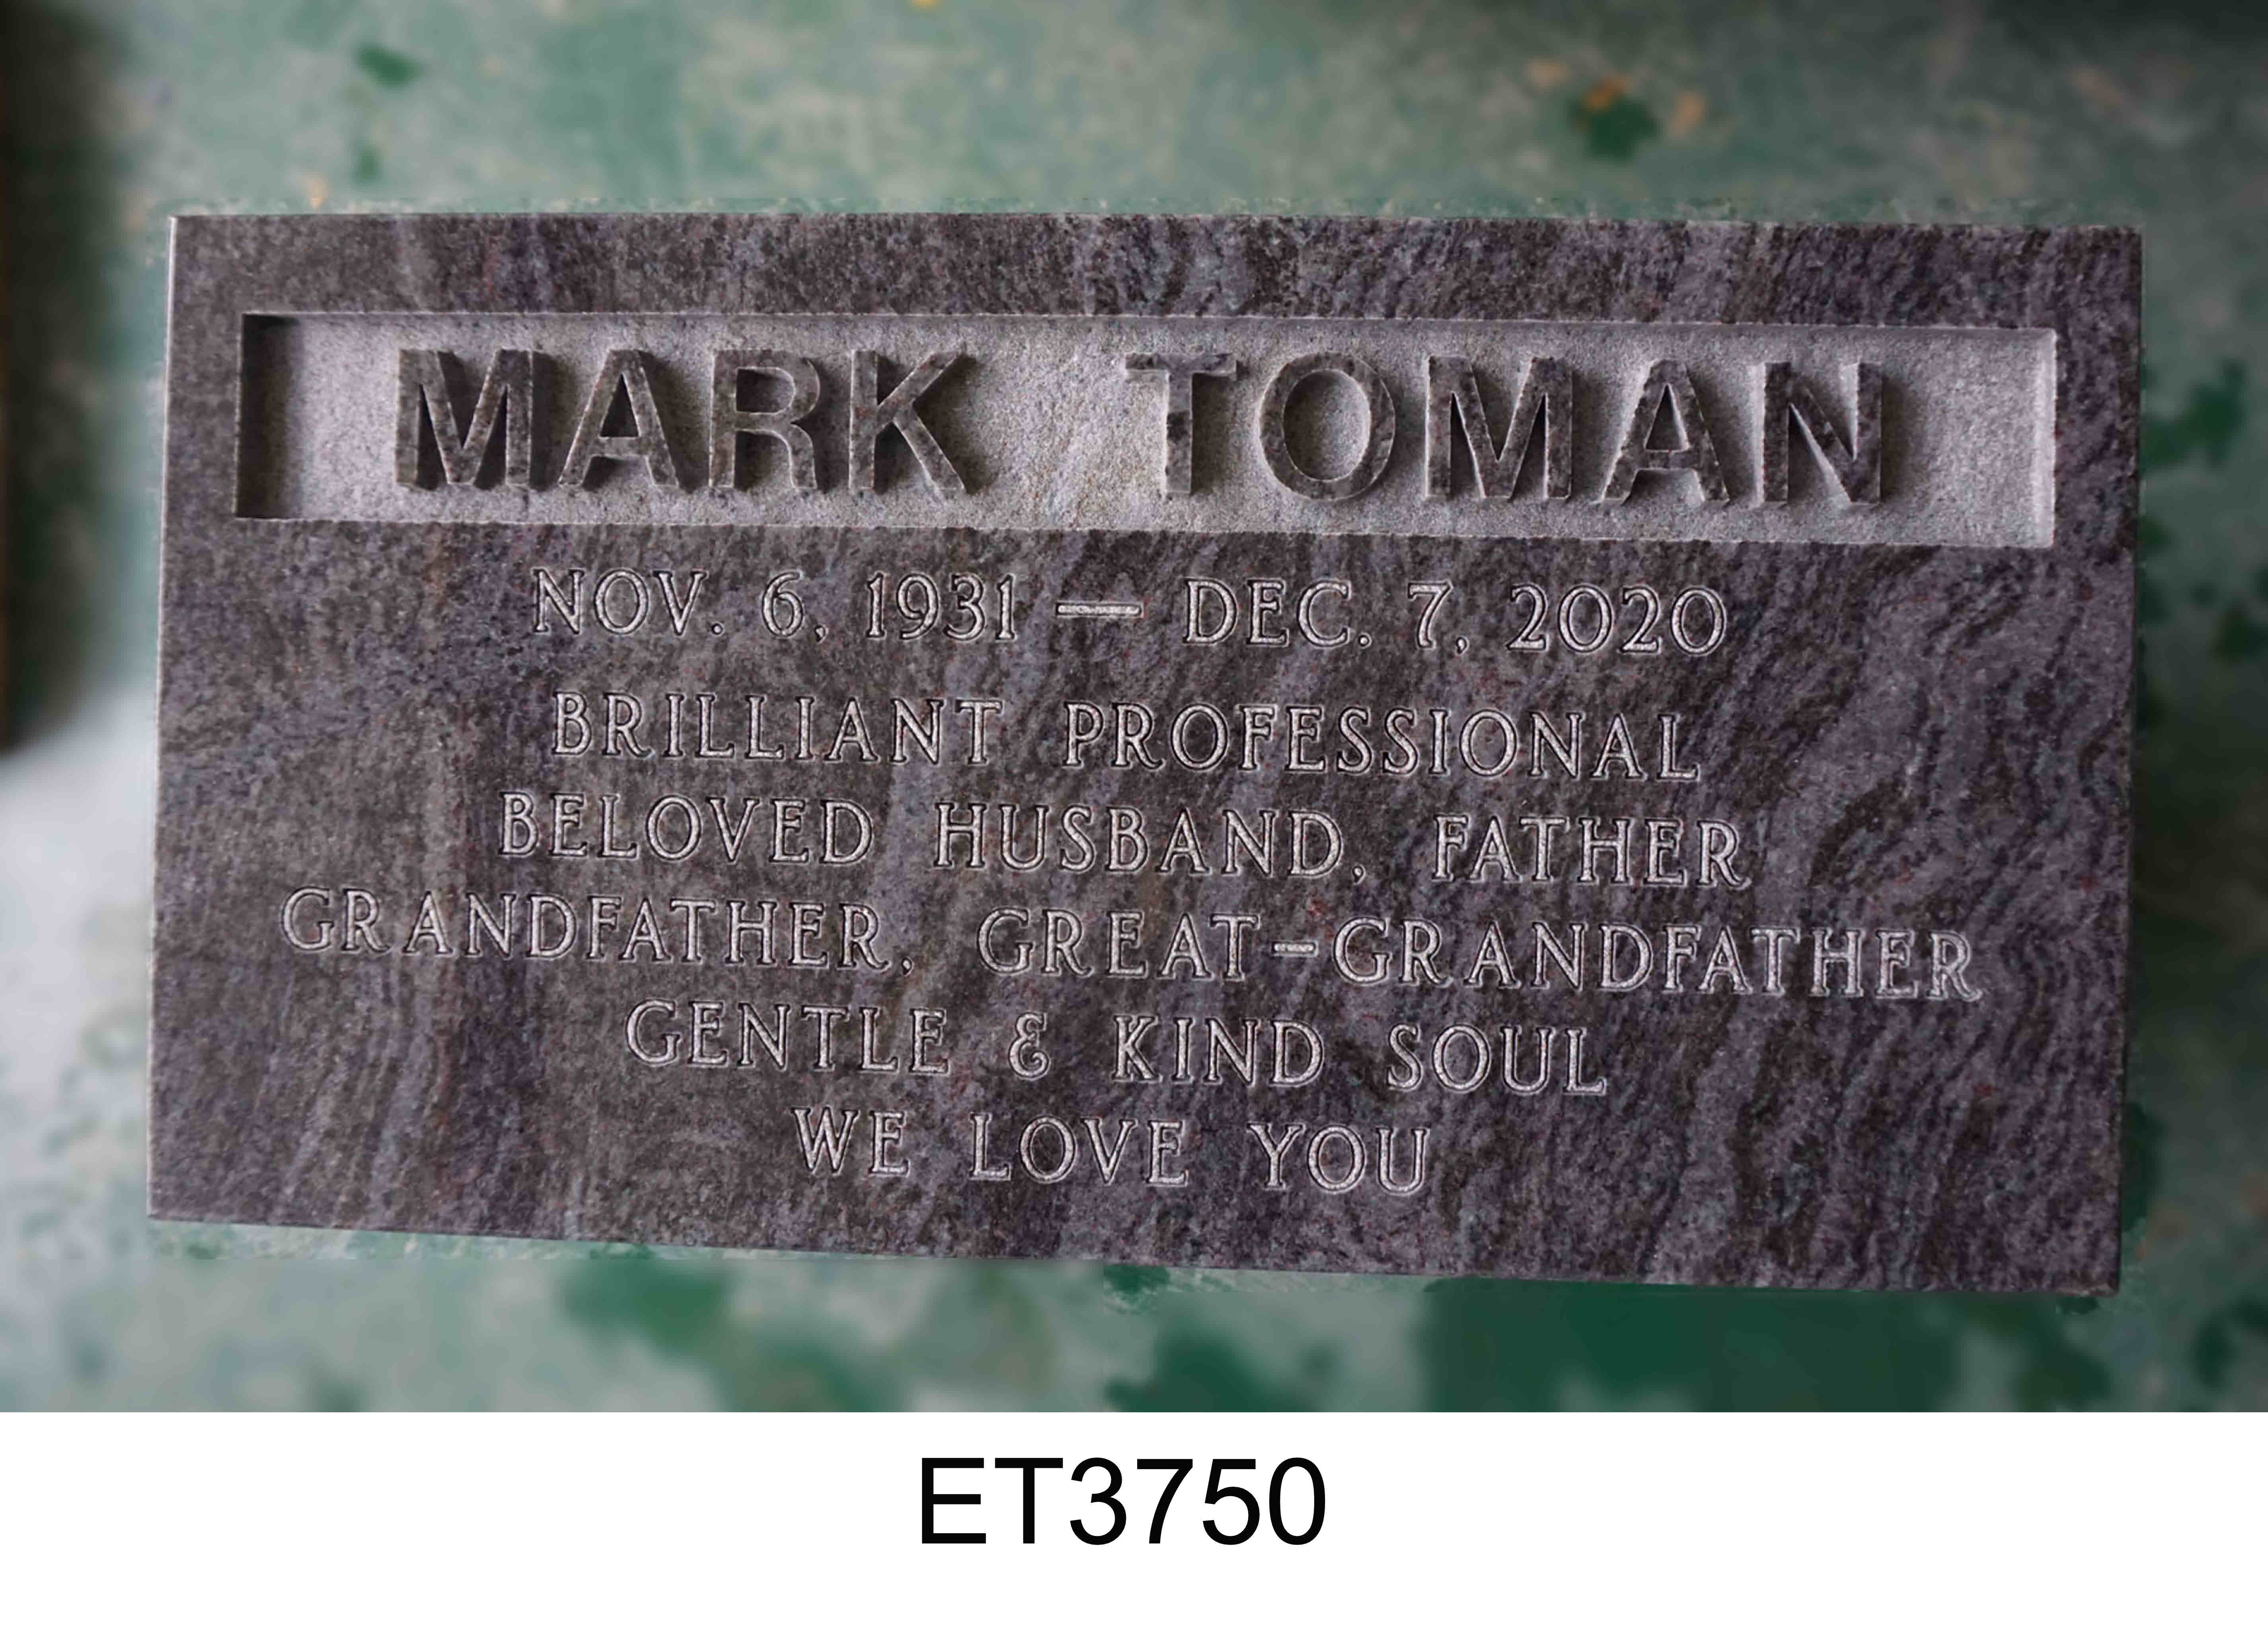 MARK TOMAN
NOV. 6, 1931 — DEC. 7, 2020
BRILLIANT PROFESSIONAL
BELOVED HUSBAND, FATHER
GRANDFATHER, GREAT-GRANDFATHER
GENTLE & KIND SOUL
WE LOVE YOU
ET3750